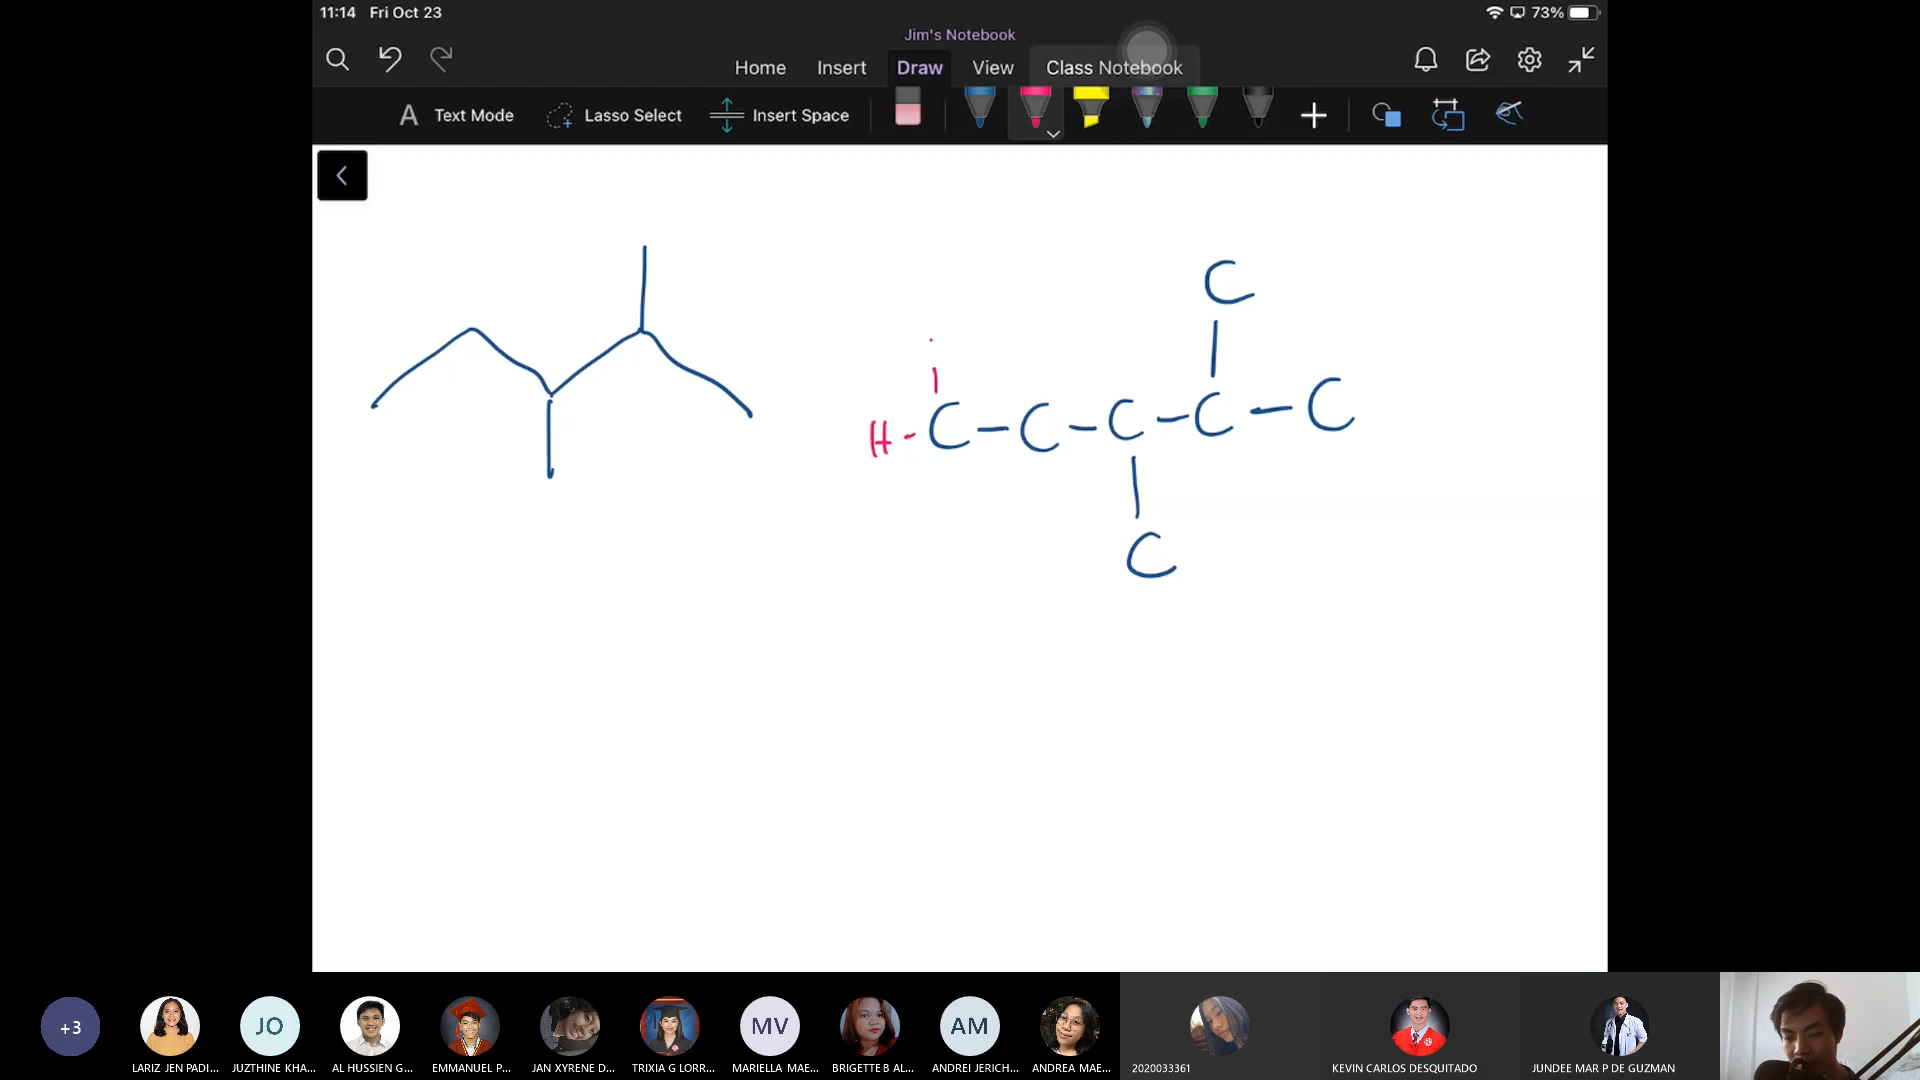 11:14 Fri Oct 23 73%
Jim's Notebook
Home Insert Draw View Class Notebook
A Text Mode Lasso Select Insert Space
C
H - C - C - C - C - C
C
+3 JO MV AM
LARIZ JEN PADI... JUZTHINE KHA... AL HUSSIEN G... EMMANUEL P... JAN XYRENE D... TRIXIA G LORR... MARIELLA MAE... BRIGETTE B AL... ANDREI JERICH... ANDREA MAE... 2020033361 KEVIN CARLOS DESQUITADO JUNDEE MAR P DE GUZMAN